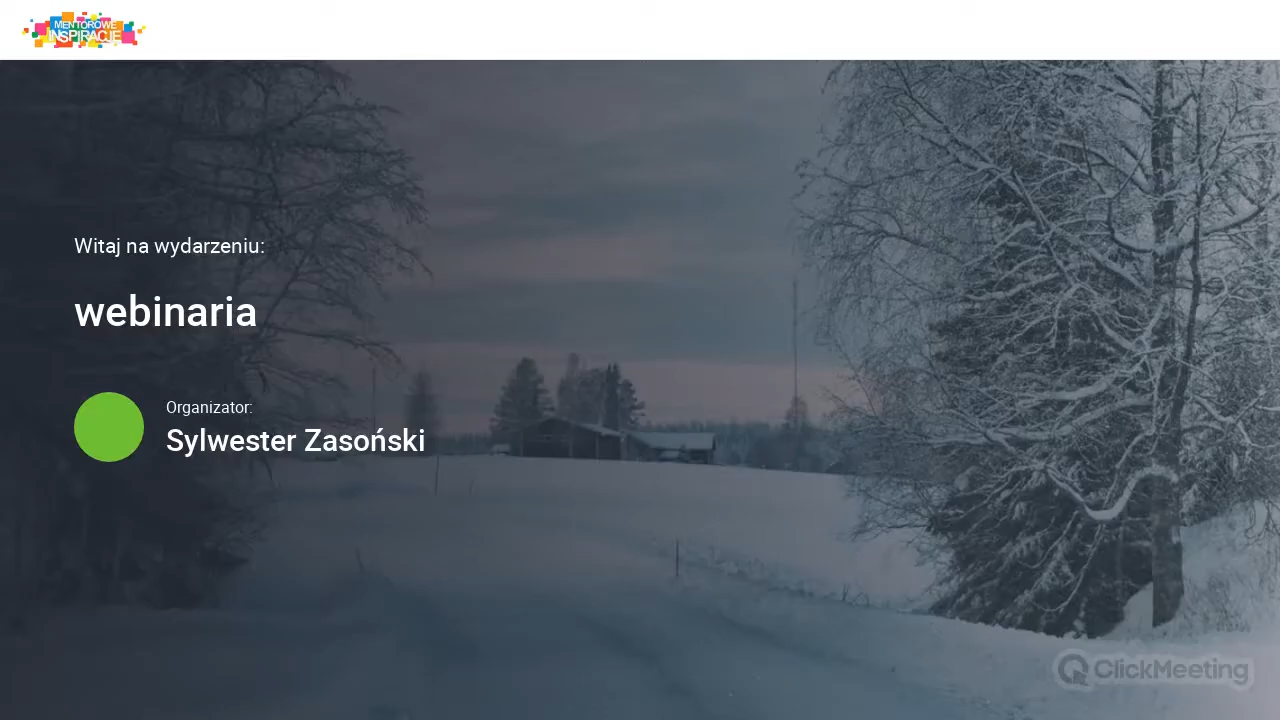 MENTOROWE
INSPIRACJE
Witaj na wydarzeniu:
webinaria
Organizator:
Sylwester Zasoński
ClickMeeting